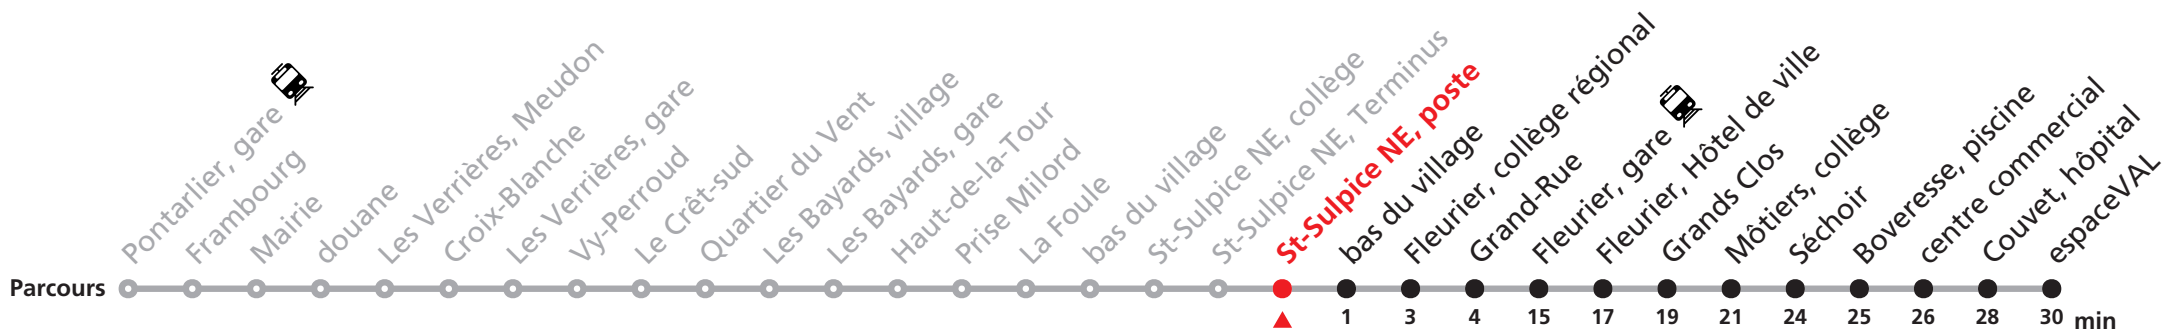 Pontarlier, gare
Frambourg
Mairie
douane
Les Verrières, Meudon
Croix-Blanche
Les Verrières, gare
Vy-Perroud
Le Crêt-sud
Quartier du Vent
Les Bayards, village
Les Bayards, gare
Haut-de-la-Tour
Prise Milord
La Foule
bas du village
St-Sulpice NE, collège
St-Sulpice NE, Terminus
St-Sulpice NE, poste
bas du village
Fleurier, collège régional
Grand-Rue
Fleurier, gare
Fleurier, Hôtel de ville
Grands Clos
Môtiers, collège
Séchoir
Boveresse, piscine
centre commercial
Couvet, hôpital
espaceVAL
Parcours
1 3 4 15 17 19 21 24 25 26 28 30 min